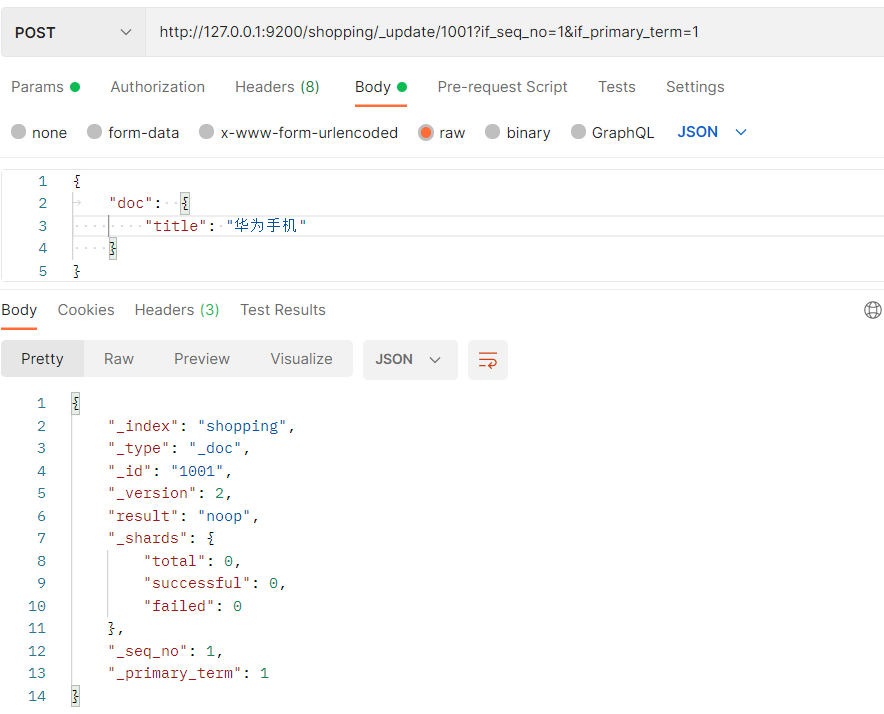 POST http://127.0.0.1:9200/shopping/_update/1001?if_seq_no=1&if_primary_term=1
Params Authorization Headers (8) Body Pre-request Script Tests Settings
none form-data x-www-form-urlencoded raw binary GraphQL JSON
1 {
2 "doc": {
3 "title": "华为手机"
4 }
5 }
Body Cookies Headers (3) Test Results
Pretty Raw Preview Visualize JSON
1 {
2 "_index": "shopping",
3 "_type": "_doc",
4 "_id": "1001",
5 "_version": 2,
6 "result": "noop",
7 "_shards": {
8 "total": 0,
9 "successful": 0,
10 "failed": 0
11 },
12 "_seq_no": 1,
13 "_primary_term": 1
14 }